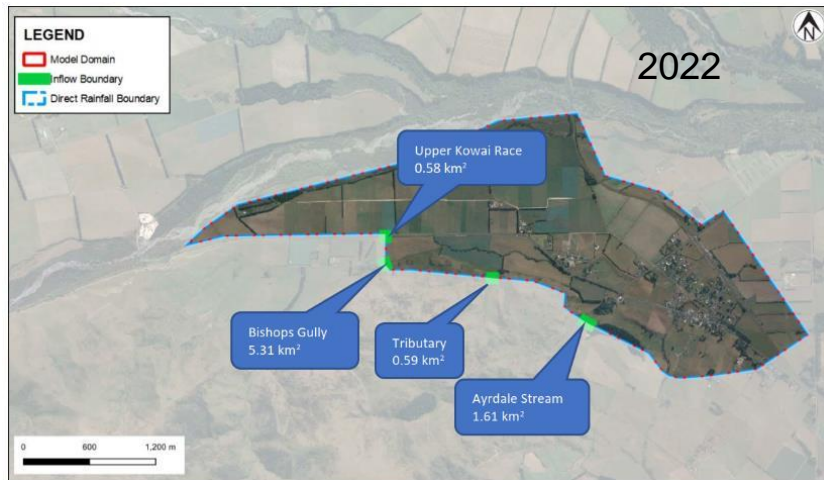 LEGEND
Model Domain
Inflow Boundary
Direct Rainfall Boundary
N
2022
Upper Kowai Race
0.58 km²
Bishops Gully
5.31 km²
Tributary
0.59 km²
Ayrdale Stream
1.61 km²
0 600 1,200 m